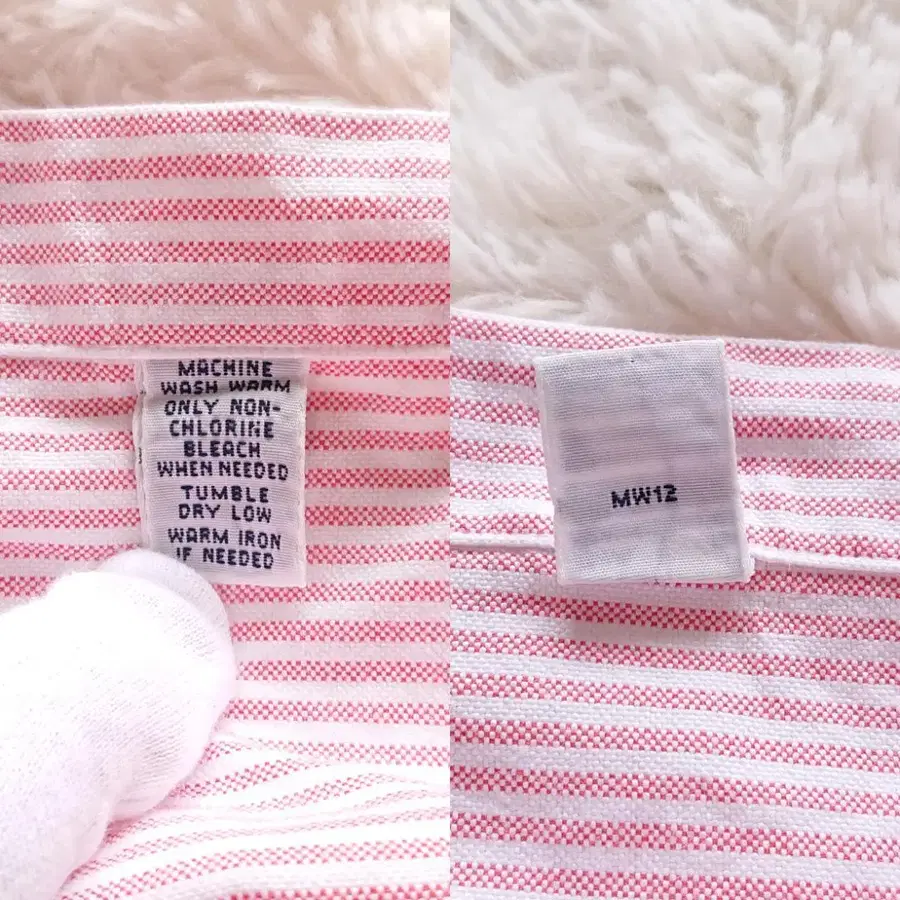 MACHINE
WASH WARM
ONLY NON-
CHLORINE
BLEACH
WHEN NEEDED
TUMBLE
DRY LOW
WARM IRON
IF NEEDED
MW12